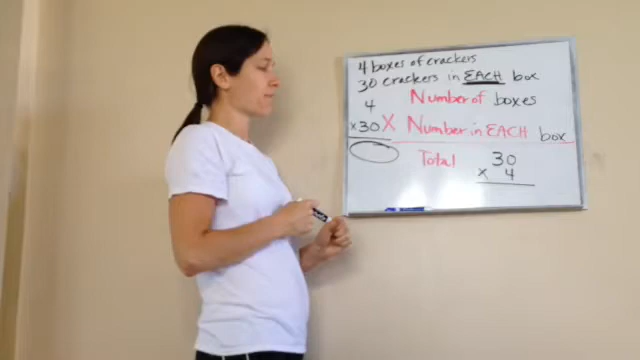 4 boxes of crackers
30 crackers in EACH box
4 Number of boxes
x 30 X Number in EACH box
Total 30
x 4